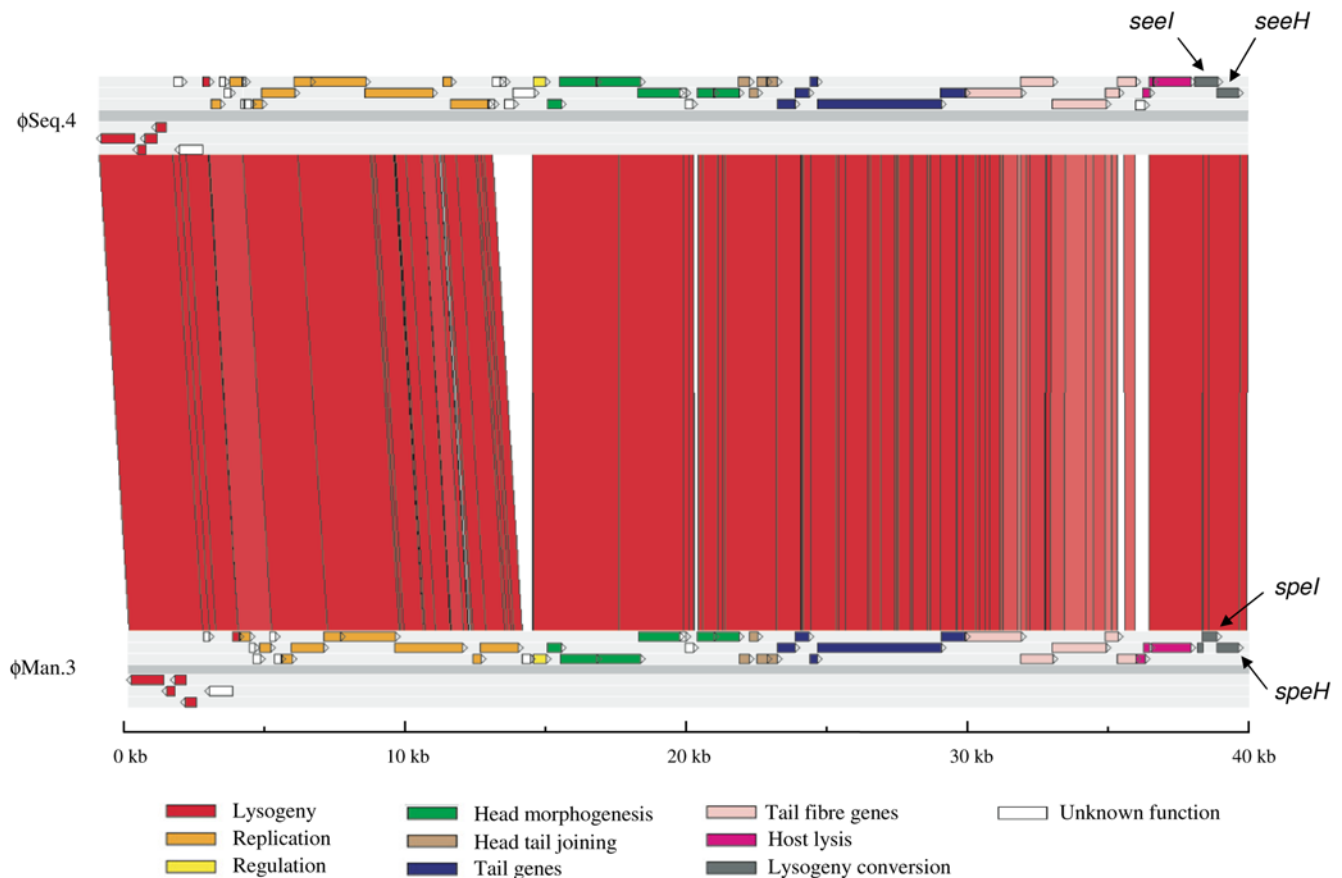 seeI seeH
φSeq.4
speI
φMan.3
speH
0 kb 10 kb 20 kb 30 kb 40 kb
Lysogeny Head morphogenesis Tail fibre genes Unknown function
Replication Head tail joining Host lysis
Regulation Tail genes Lysogeny conversion